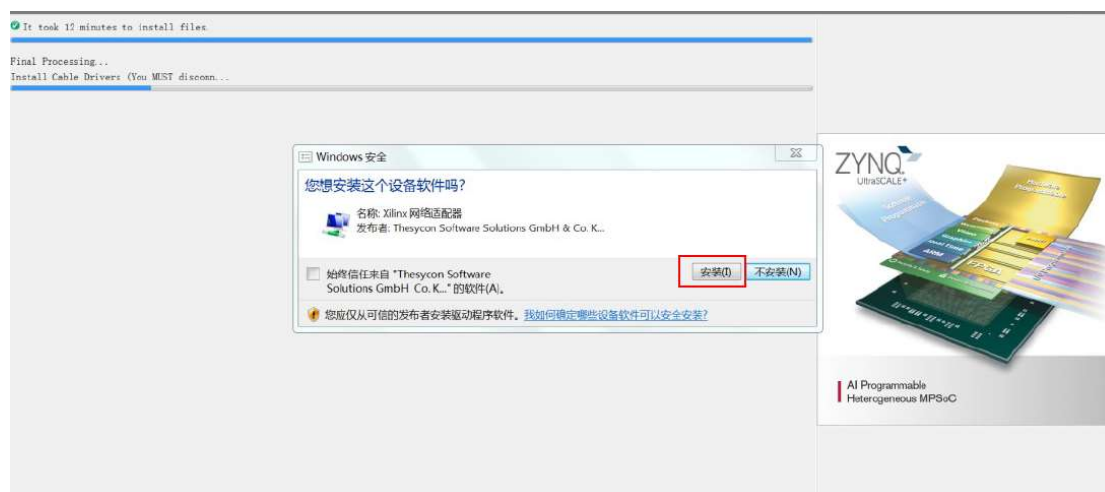 It took 12 minutes to install files.
Final Processing...
Install Cable Drivers (You MUST disconn...
Windows 安全
您想安装这个设备软件吗?
名称: Xilinx 网络适配器
发布者: Thesycon Software Solutions GmbH & Co. K...
始终信任来自 "Thesycon Software
Solutions GmbH Co. K..." 的软件(A)。
安装(I)
不安装(N)
您应仅从可信的发布者安装驱动程序软件。我如何确定哪些设备软件可以安全安装?
ZYNQ
UltraSCALE+
ARM
FPGA
AI Programmable
Heterogeneous MPSoC